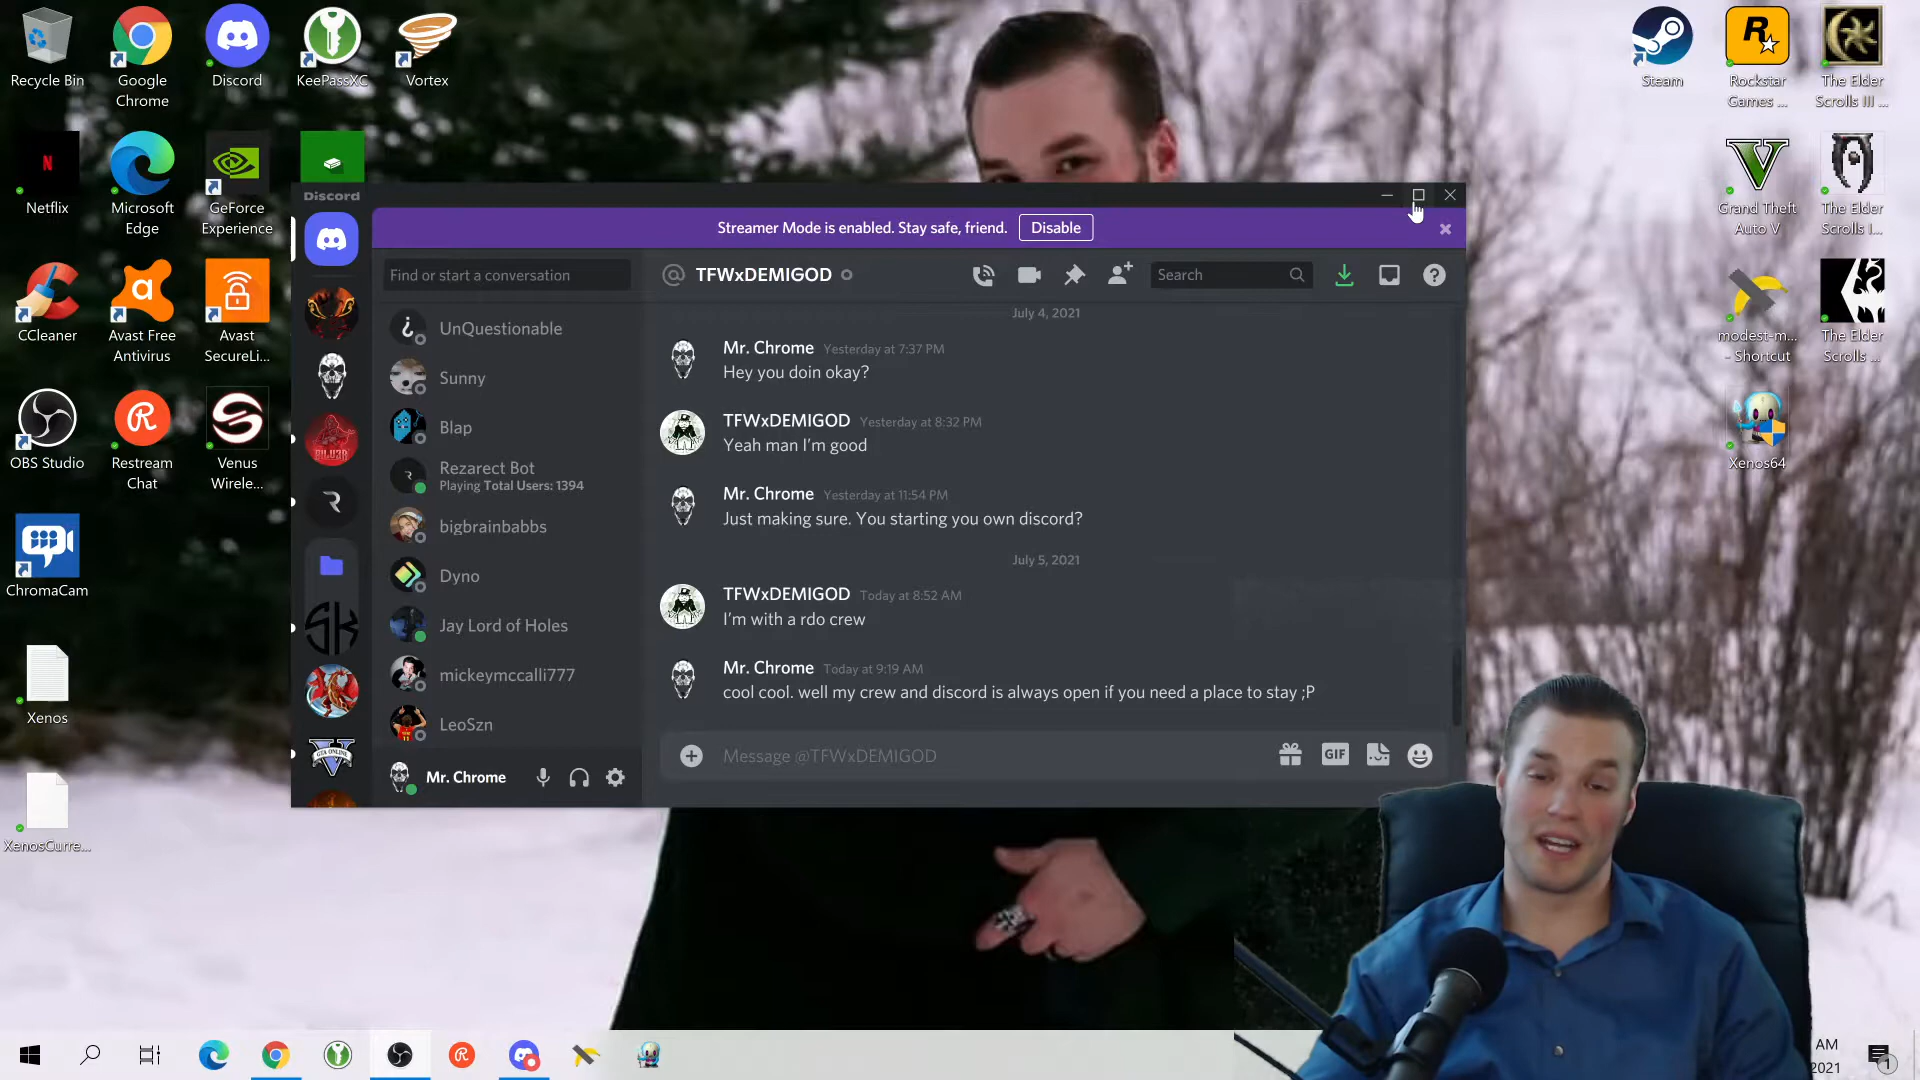 Recycle Bin
Google Chrome
Discord
KeePassXC
Vortex
Steam
Rockstar Games ...
The Elder Scrolls III ...
Netflix
Microsoft Edge
GeForce Experience
Grand Theft Auto V
The Elder Scrolls I...
CCleaner
Avast Free Antivirus
Avast SecureLi...
modest-m... - Shortcut
The Elder Scrolls ...
OBS Studio
Restream Chat
Venus Wirele...
Xenos64
ChromaCam
Xenos
XenosCurre...
Discord
Streamer Mode is enabled. Stay safe, friend.
Disable
Find or start a conversation
TFWxDEMIGOD
Search
UnQuestionable
Sunny
Blap
Rezarect Bot
Playing Total Users: 1394
bigbrainbabbs
Dyno
Jay Lord of Holes
mickeymccalli777
LeoSzn
Mr. Chrome
July 4, 2021
Mr. Chrome Yesterday at 7:37 PM
Hey you doin okay?
TFWxDEMIGOD Yesterday at 8:32 PM
Yeah man I'm good
Mr. Chrome Yesterday at 11:54 PM
Just making sure. You starting you own discord?
July 5, 2021
TFWxDEMIGOD Today at 8:52 AM
I'm with a rdo crew
Mr. Chrome Today at 9:19 AM
cool cool. well my crew and discord is always open if you need a place to stay ;P
Message @TFWxDEMIGOD
GIF
AM
2021
1